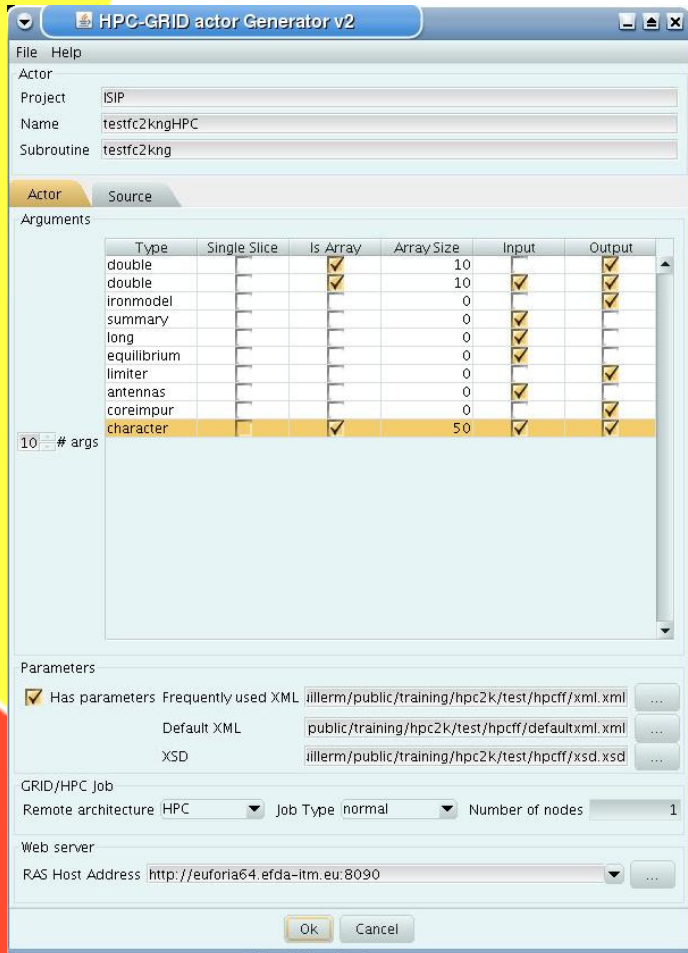 HPC-GRID actor Generator v2
File Help
Actor
Project ISIP
Name testfc2kngHPC
Subroutine testfc2kng
Actor Source
Arguments
Type Single Slice Is Array Array Size Input Output
double 10
double 10
ironmodel 0
summary 0
long 0
equilibrium 0
limiter 0
antennas 0
coreimpur 0
character 50
10 # args
Parameters
Has parameters Frequently used XML uillerm/public/training/hpc2k/test/hpcff/xml.xml ...
Default XML public/training/hpc2k/test/hpcff/defaultxml.xml ...
XSD uillerm/public/training/hpc2k/test/hpcff/xsd.xsd ...
GRID/HPC Job
Remote architecture HPC Job Type normal Number of nodes 1
Web server
RAS Host Address http://euforia64.efda-itm.eu:8090 ...
Ok Cancel